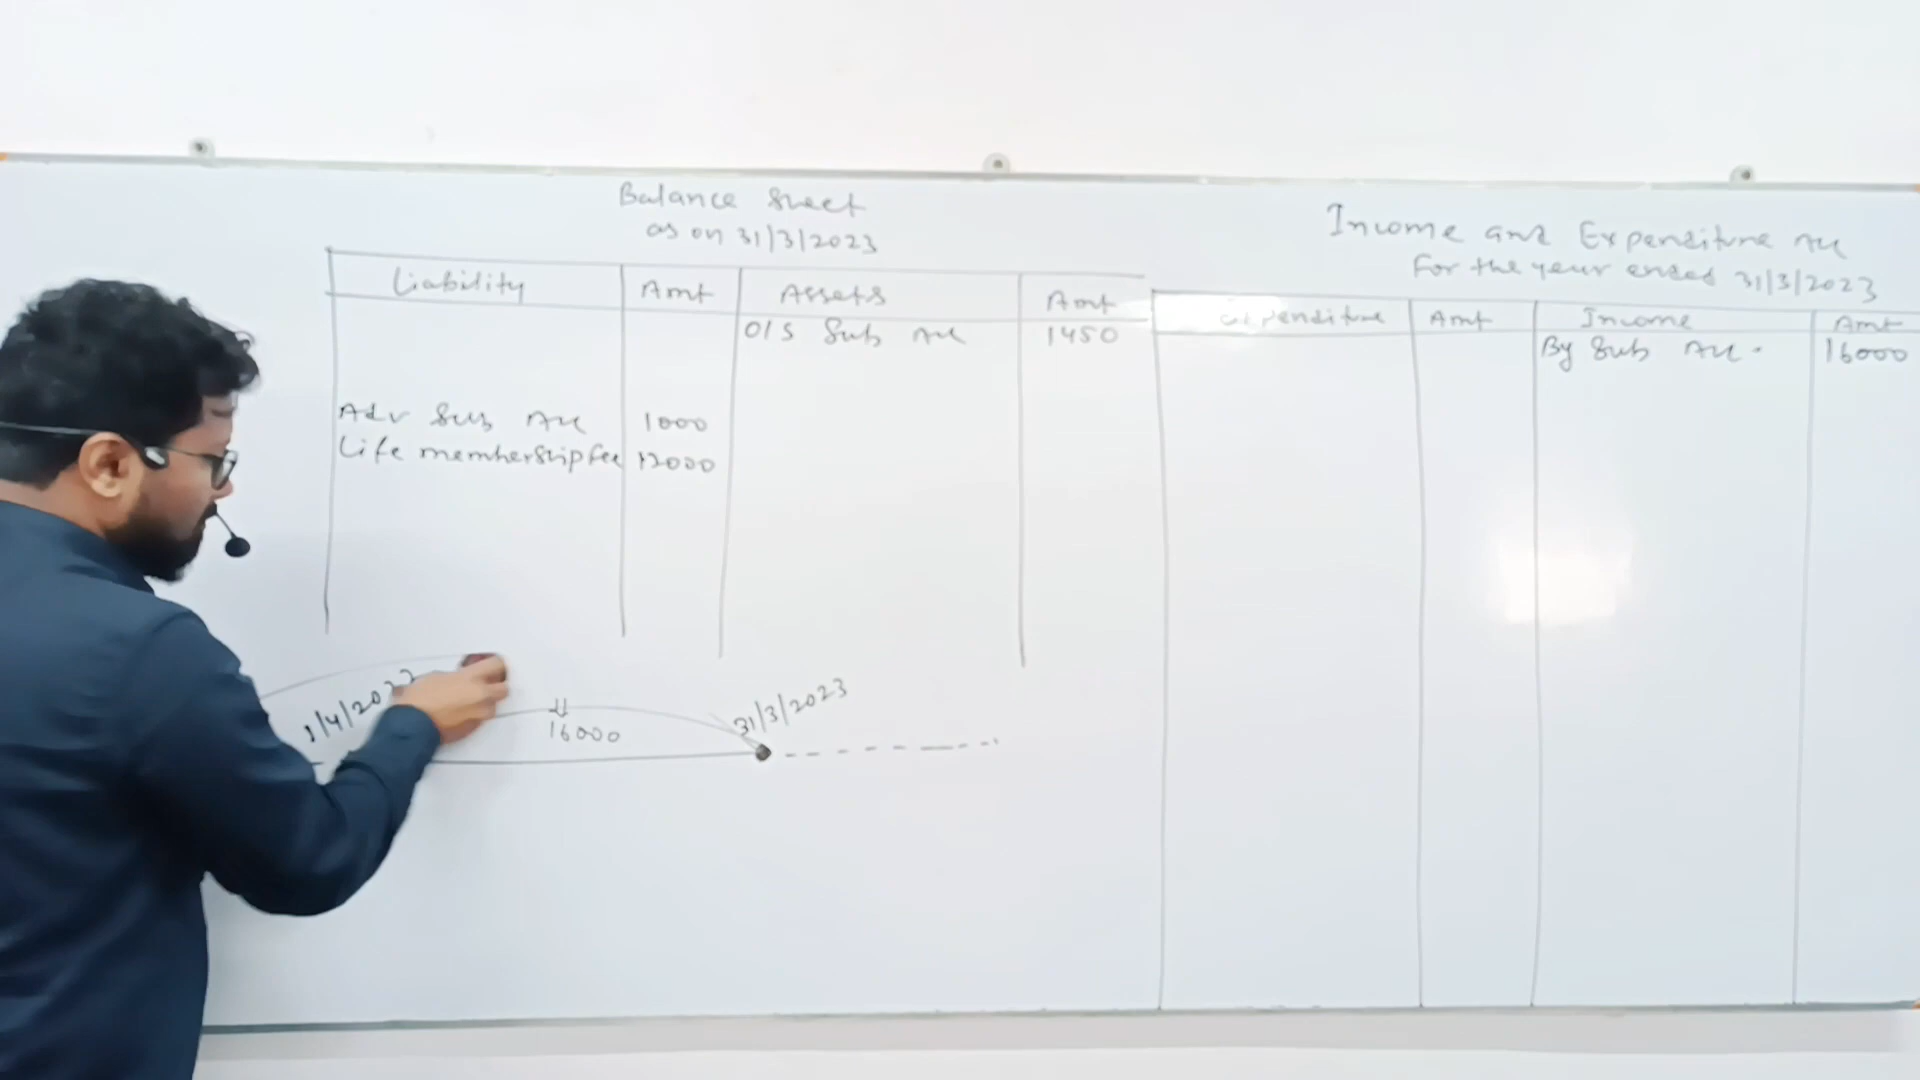 Balance Sheet
as on 31/3/2023
Liability Amt Assets Amt
O/S Sub A/c 1450
Adv Sub A/c 1000
Life membership fee 12000
1/4/2022
16000
31/3/2023
Income and Expenditure A/c
For the year ended 31/3/2023
Expenditure Amt Income Amt
By Sub A/c. 16000